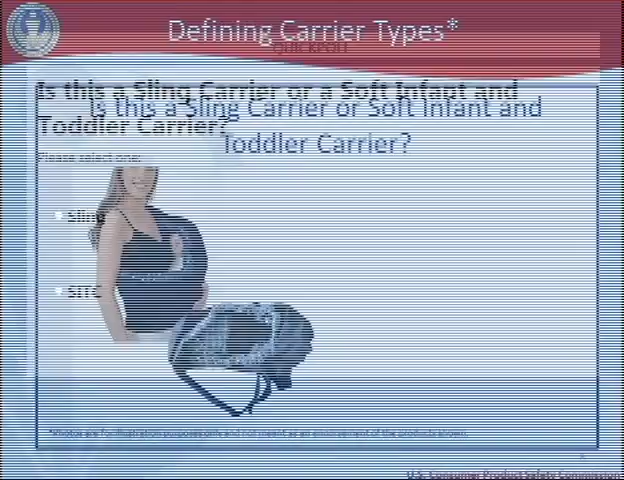 Defining Carrier Types*
QUICKPOLL
Is this a Sling Carrier or a Soft Infant and
Toddler Carrier?
Is this a Sling Carrier or Soft Infant and
Toddler Carrier?
Please select one:
Sling
SITC
*Photos are for illustration purposes only and not meant as an endorsement of the products shown.
U.S. Consumer Product Safety Commission